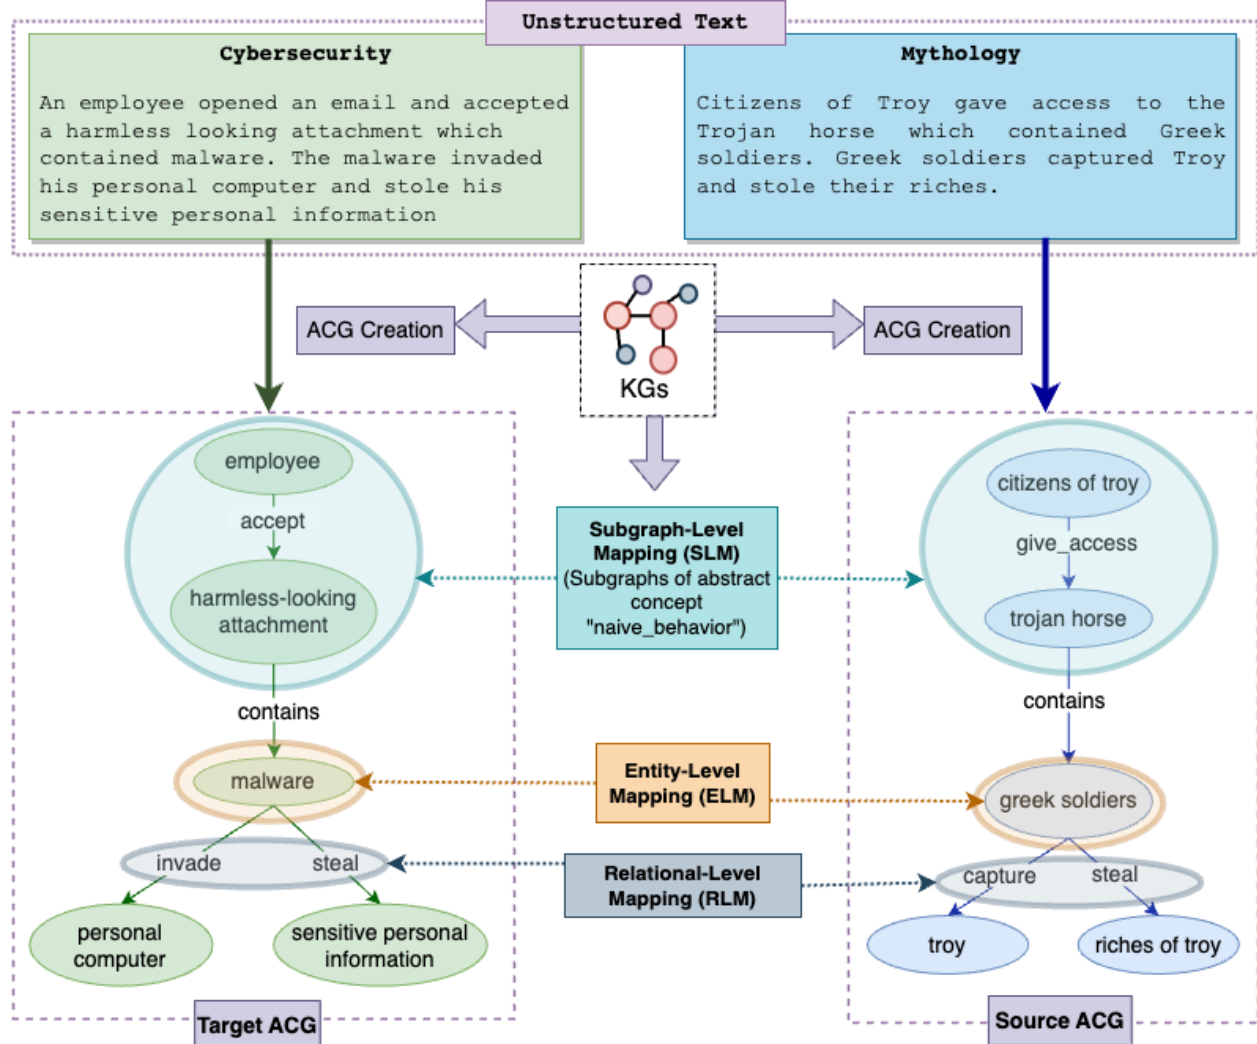 Unstructured Text
Cybersecurity
An employee opened an email and accepted
a harmless looking attachment which
contained malware. The malware invaded
his personal computer and stole his
sensitive personal information
Mythology
Citizens of Troy gave access to the
Trojan horse which contained Greek
soldiers. Greek soldiers captured Troy
and stole their riches.
ACG Creation
KGs
ACG Creation
employee
accept
harmless-looking
attachment
contains
malware
invade
steal
personal
computer
sensitive personal
information
Target ACG
Subgraph-Level
Mapping (SLM)
(Subgraphs of abstract
concept
"naive_behavior")
Entity-Level
Mapping (ELM)
Relational-Level
Mapping (RLM)
citizens of troy
give_access
trojan horse
contains
greek soldiers
capture
steal
troy
riches of troy
Source ACG